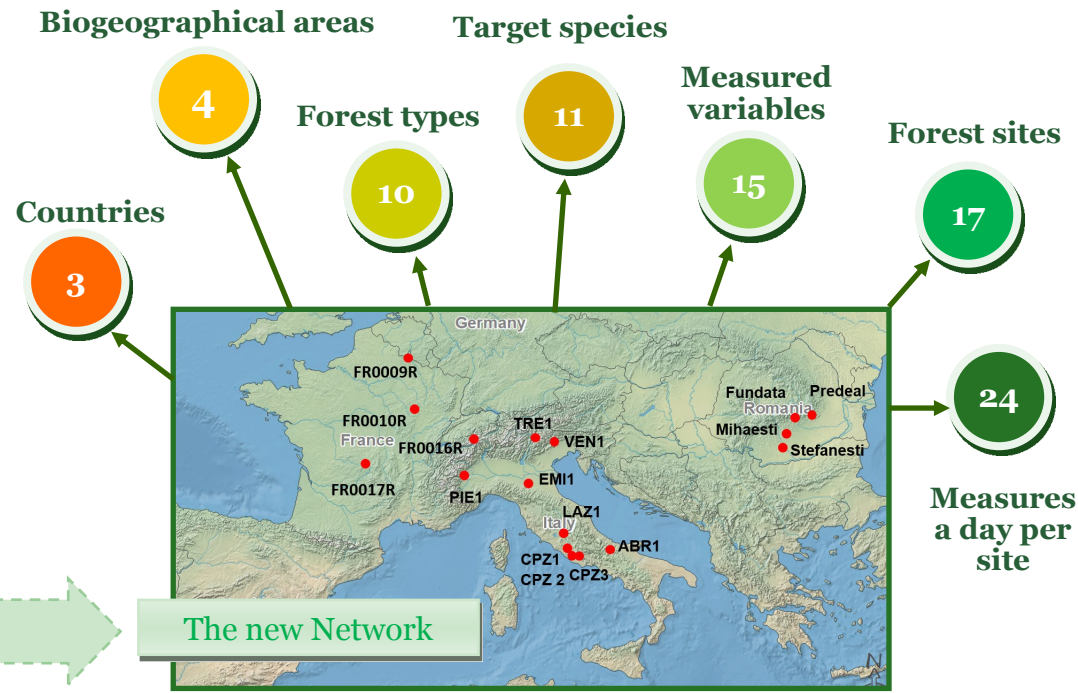 Biogeographical areas
4
Target species
11
Measured
variables
15
Forest types
10
Forest sites
17
Countries
3
24
Measures
a day per
site
Germany
FR0009R
FR0010R
France
FR0016R
FR0017R
TRE1
VEN1
PIE1
EMI1
LAZ1
Italy
ABR1
CPZ1
CPZ 2
CPZ3
Fundata
Predeal
Romania
Mihaesti
Stefanesti
The new Network
N